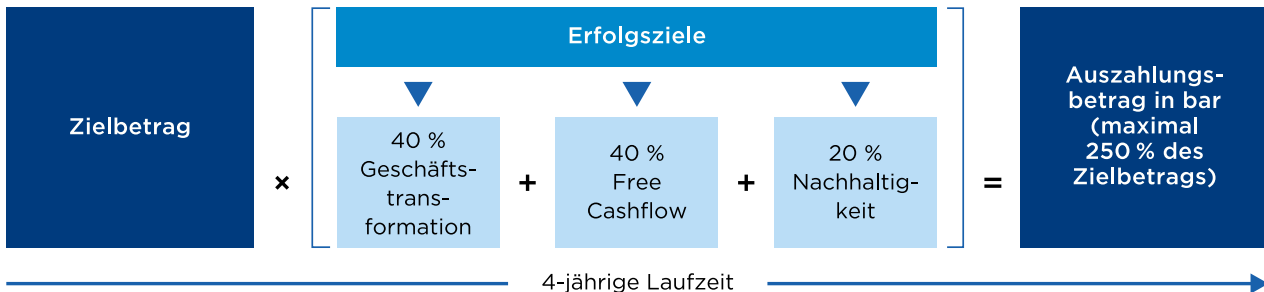 Zielbetrag
×
Erfolgsziele
40 %
Geschäfts-
trans-
formation
+
40 %
Free
Cashflow
+
20 %
Nachhaltig-
keit
=
Auszahlungs-
betrag in bar
(maximal
250 % des
Zielbetrags)
4-jährige Laufzeit